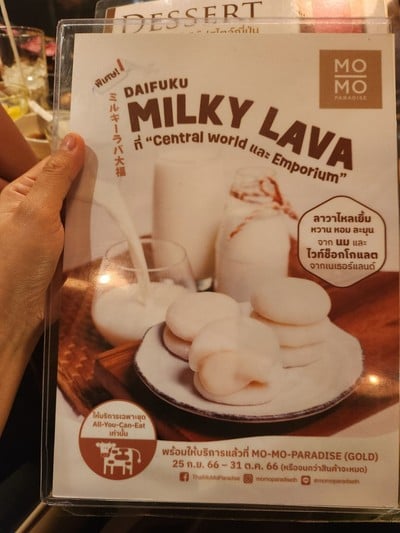 DESSERT
MO
MO
PARADISE
พิเศษ!
ミルキーラバ大福
DAIFUKU
MILKY LAVA
ที่ "Central World และ Emporium"
ลาวาไหลเยิ้ม
หวาน หอม ละมุน
จาก นม และ
ไวท์ช็อกโกแลต
จากเนเธอร์แลนด์
ให้บริการเฉพาะชุด
All-You-Can-Eat
เท่านั้น
พร้อมให้บริการแล้วที่ MO-MO-PARADISE (GOLD)
25 ก.ย. 66 – 31 ต.ค. 66 (หรือจนกว่าสินค้าจะหมด)
ThaiMoMoParadise momoparadiseth @momoparadiseth